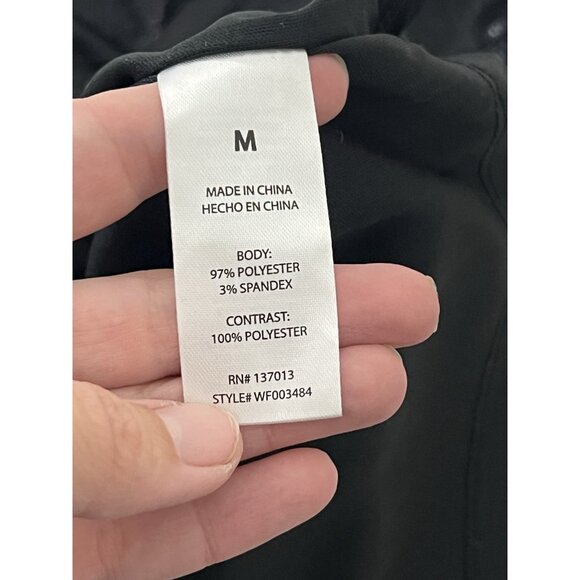 M
MADE IN CHINA
HECHO EN CHINA
BODY:
97% POLYESTER
3% SPANDEX
CONTRAST:
100% POLYESTER
RN# 137013
STYLE# WF003484